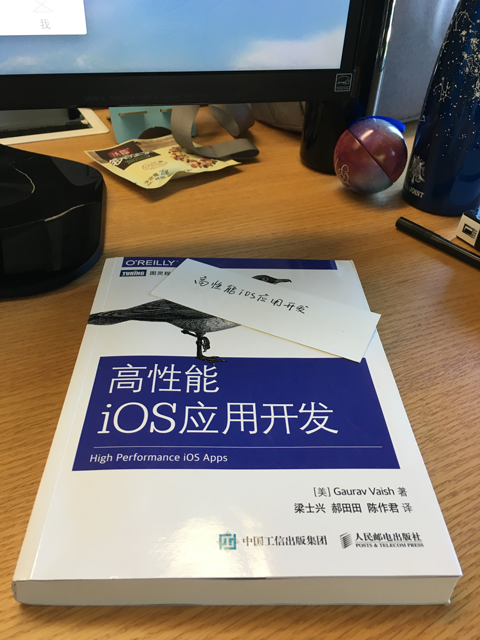 我
O'REILLY
TURING
高性能iOS应用开发
高性能
iOS应用开发
High Performance iOS Apps
[美] Gaurav Vaish 著
梁士兴 郝田田 陈作君 译
中国工信出版集团
人民邮电出版社
POSTS & TELECOM PRESS